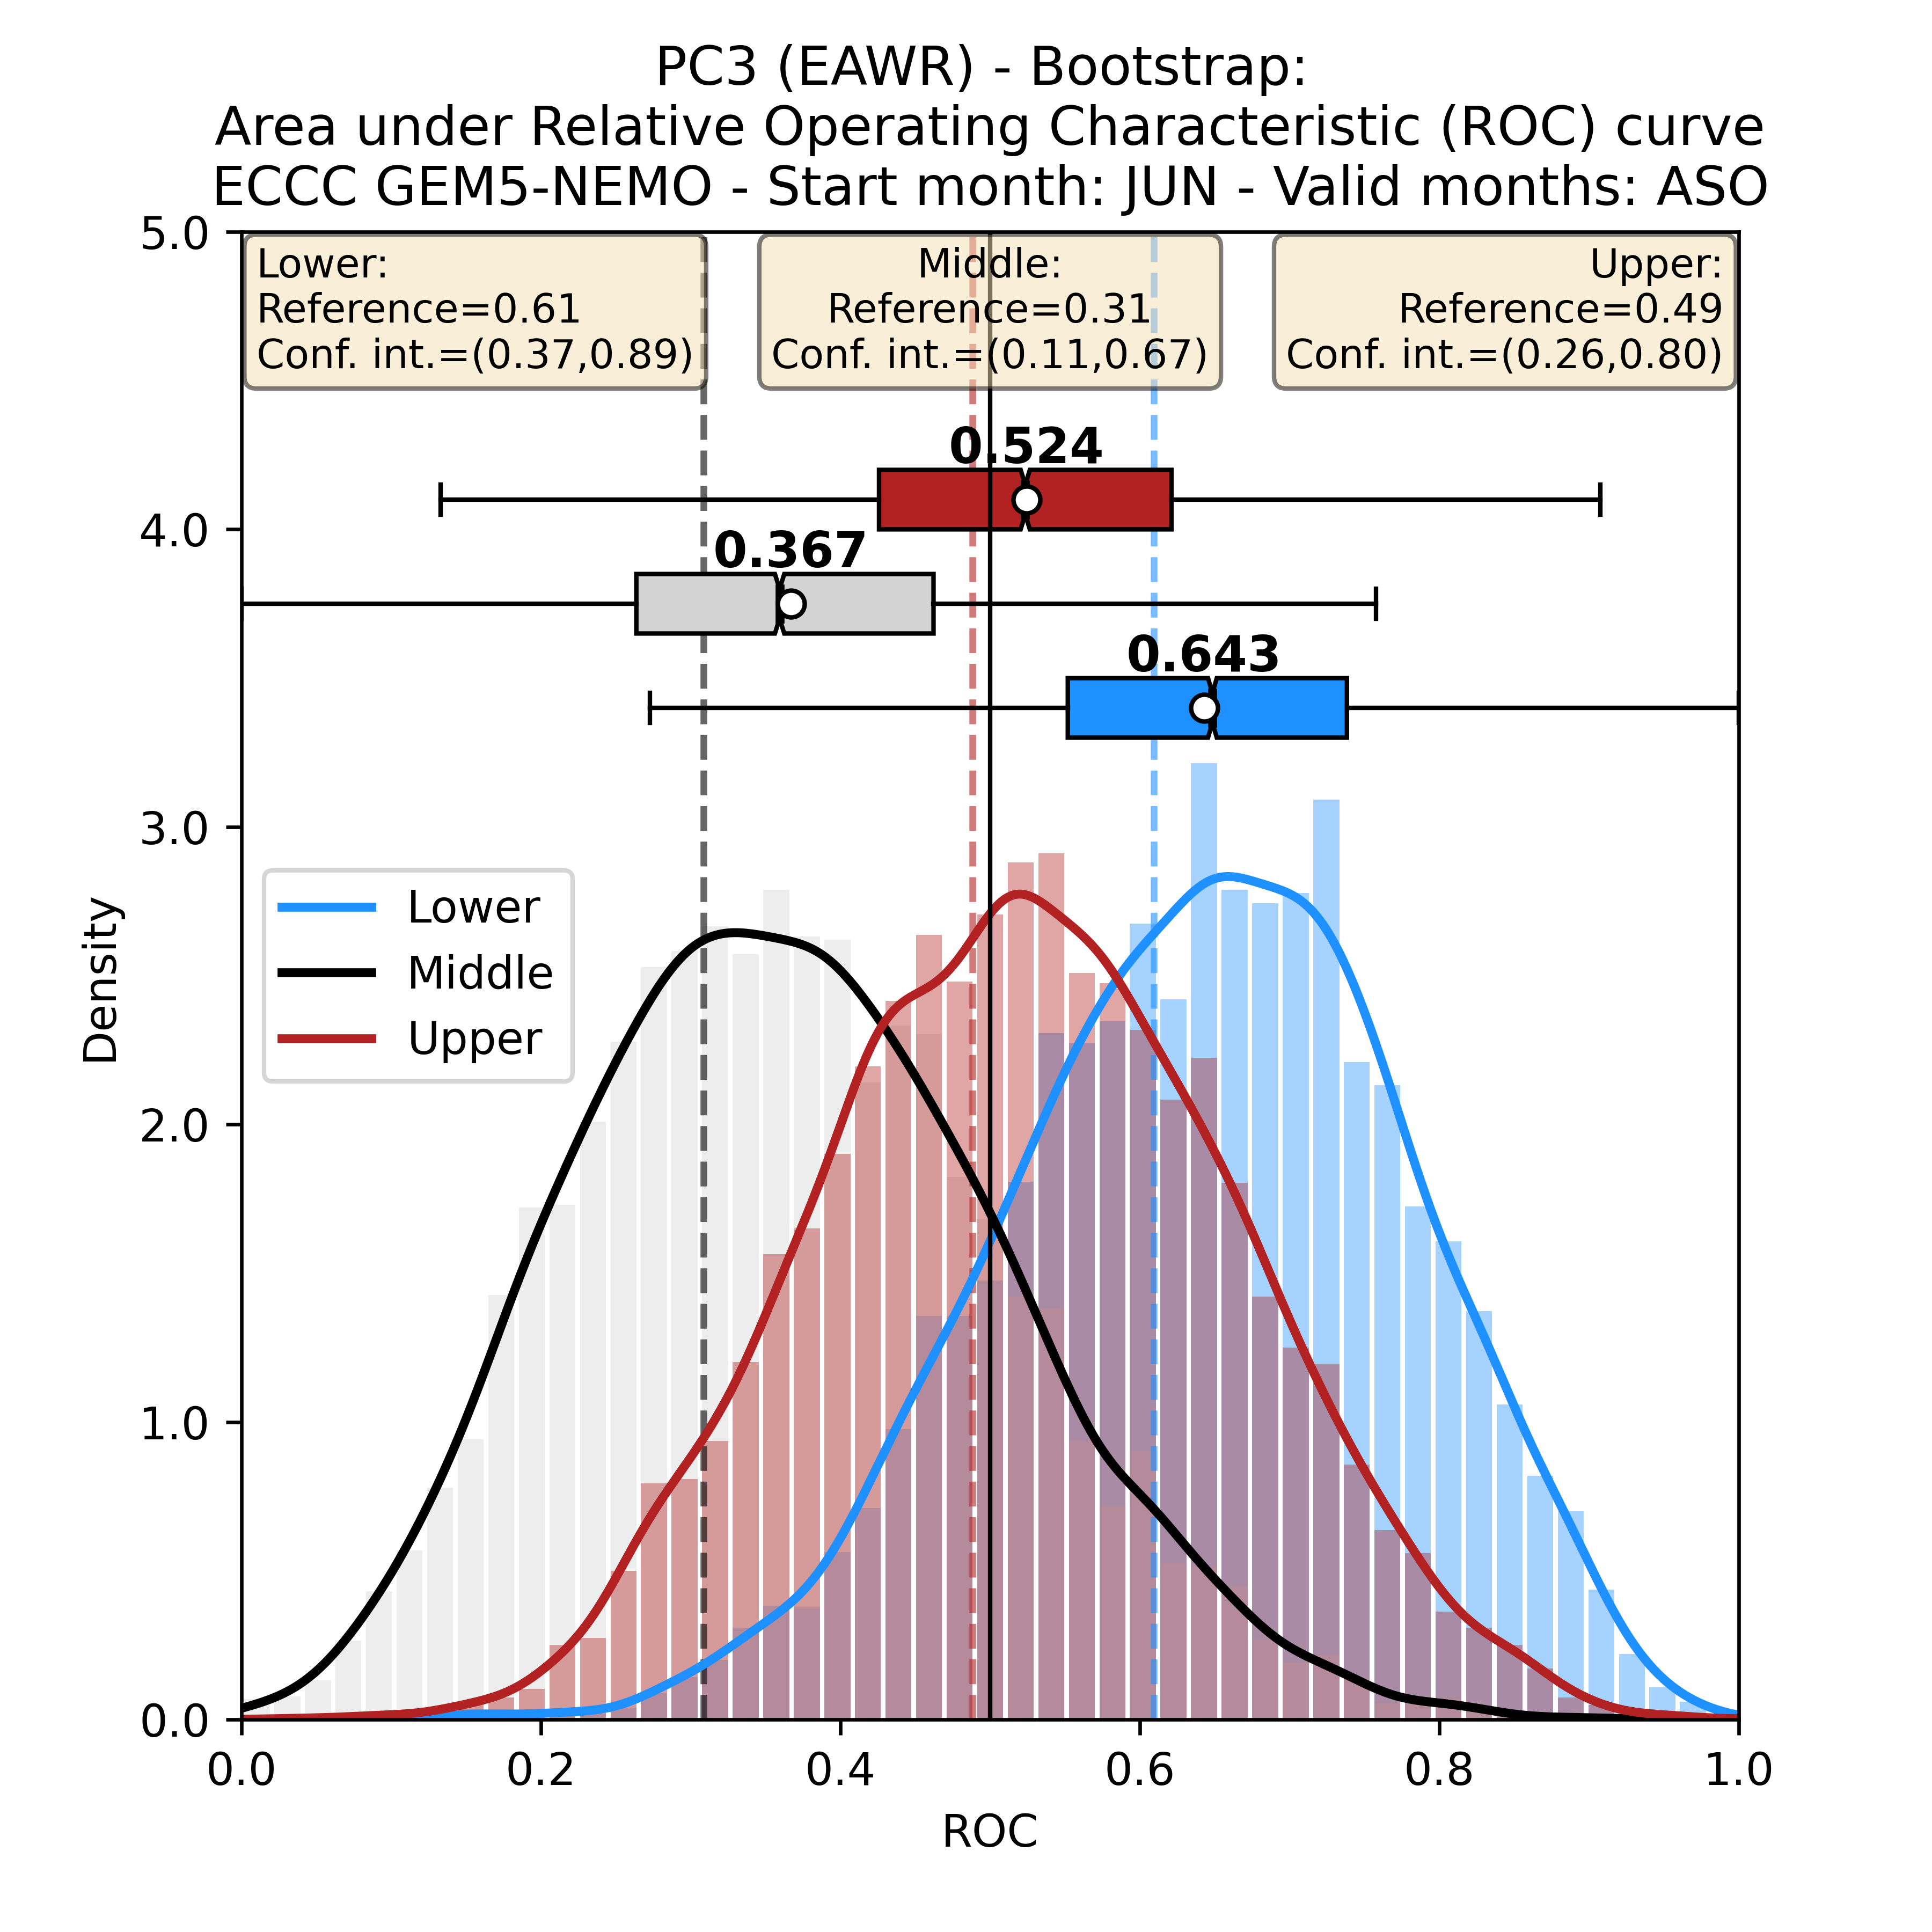 PC3 (EAWR) - Bootstrap:
Area under Relative Operating Characteristic (ROC) curve
ECCC GEM5-NEMO - Start month: JUN - Valid months: ASO
Lower:
Reference=0.61
Conf. int.=(0.37,0.89)
Middle:
Reference=0.31
Conf. int.=(0.11,0.67)
Upper:
Reference=0.49
Conf. int.=(0.26,0.80)
0.524
0.367
0.643
Lower
Middle
Upper
Density
5.0
4.0
3.0
2.0
1.0
0.0
0.0 0.2 0.4 0.6 0.8 1.0
ROC